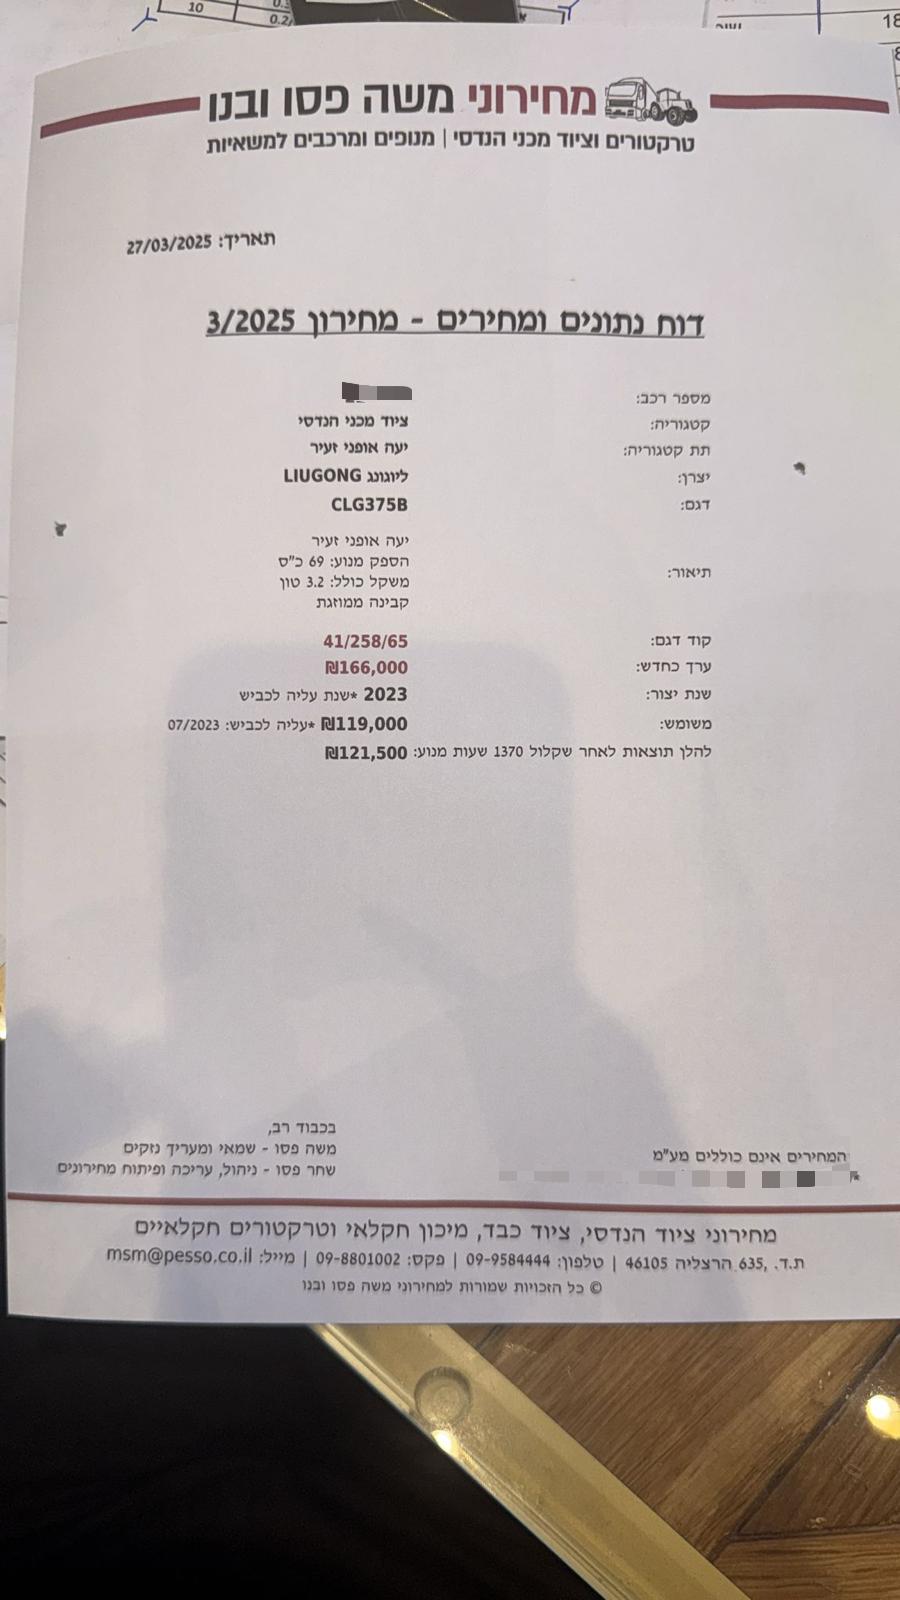 10
0.2
18
מחירוני משה פסו ובנו
טרקטורים וציוד מכני הנדסי | מנופים ומרכבים למשאיות
תאריך: 27/03/2025
דוח נתונים ומחירים - מחירון 3/2025
מספר רכב:
קטגוריה: ציוד מכני הנדסי
תת קטגוריה: יעה אופני זעיר
יצרן: ליוגונג LIUGONG
דגם: CLG375B
תיאור: יעה אופני זעיר
הספק מנוע: 69 כ"ס
משקל כולל: 3.2 טון
קבינה ממוזגת
קוד דגם: 41/258/65
ערך כחדש: ₪166,000
שנת יצור: 2023 *שנת עליה לכביש
משומש: ₪119,000 *עליה לכביש: 07/2023
להלן תוצאות לאחר שקלול 1370 שעות מנוע: ₪121,500
המחירים אינם כוללים מע"מ
בכבוד רב,
משה פסו - שמאי ומעריך נזקים
שחר פסו - ניהול, עריכה ופיתוח מחירונים
מחירוני ציוד הנדסי, ציוד כבד, מיכון חקלאי וטרקטורים חקלאיים
ת.ד. 635, הרצליה 46105 | טלפון: 09-9584444 | פקס: 09-8801002 | מייל: msm@pesso.co.il
© כל הזכויות שמורות למחירוני משה פסו ובנו